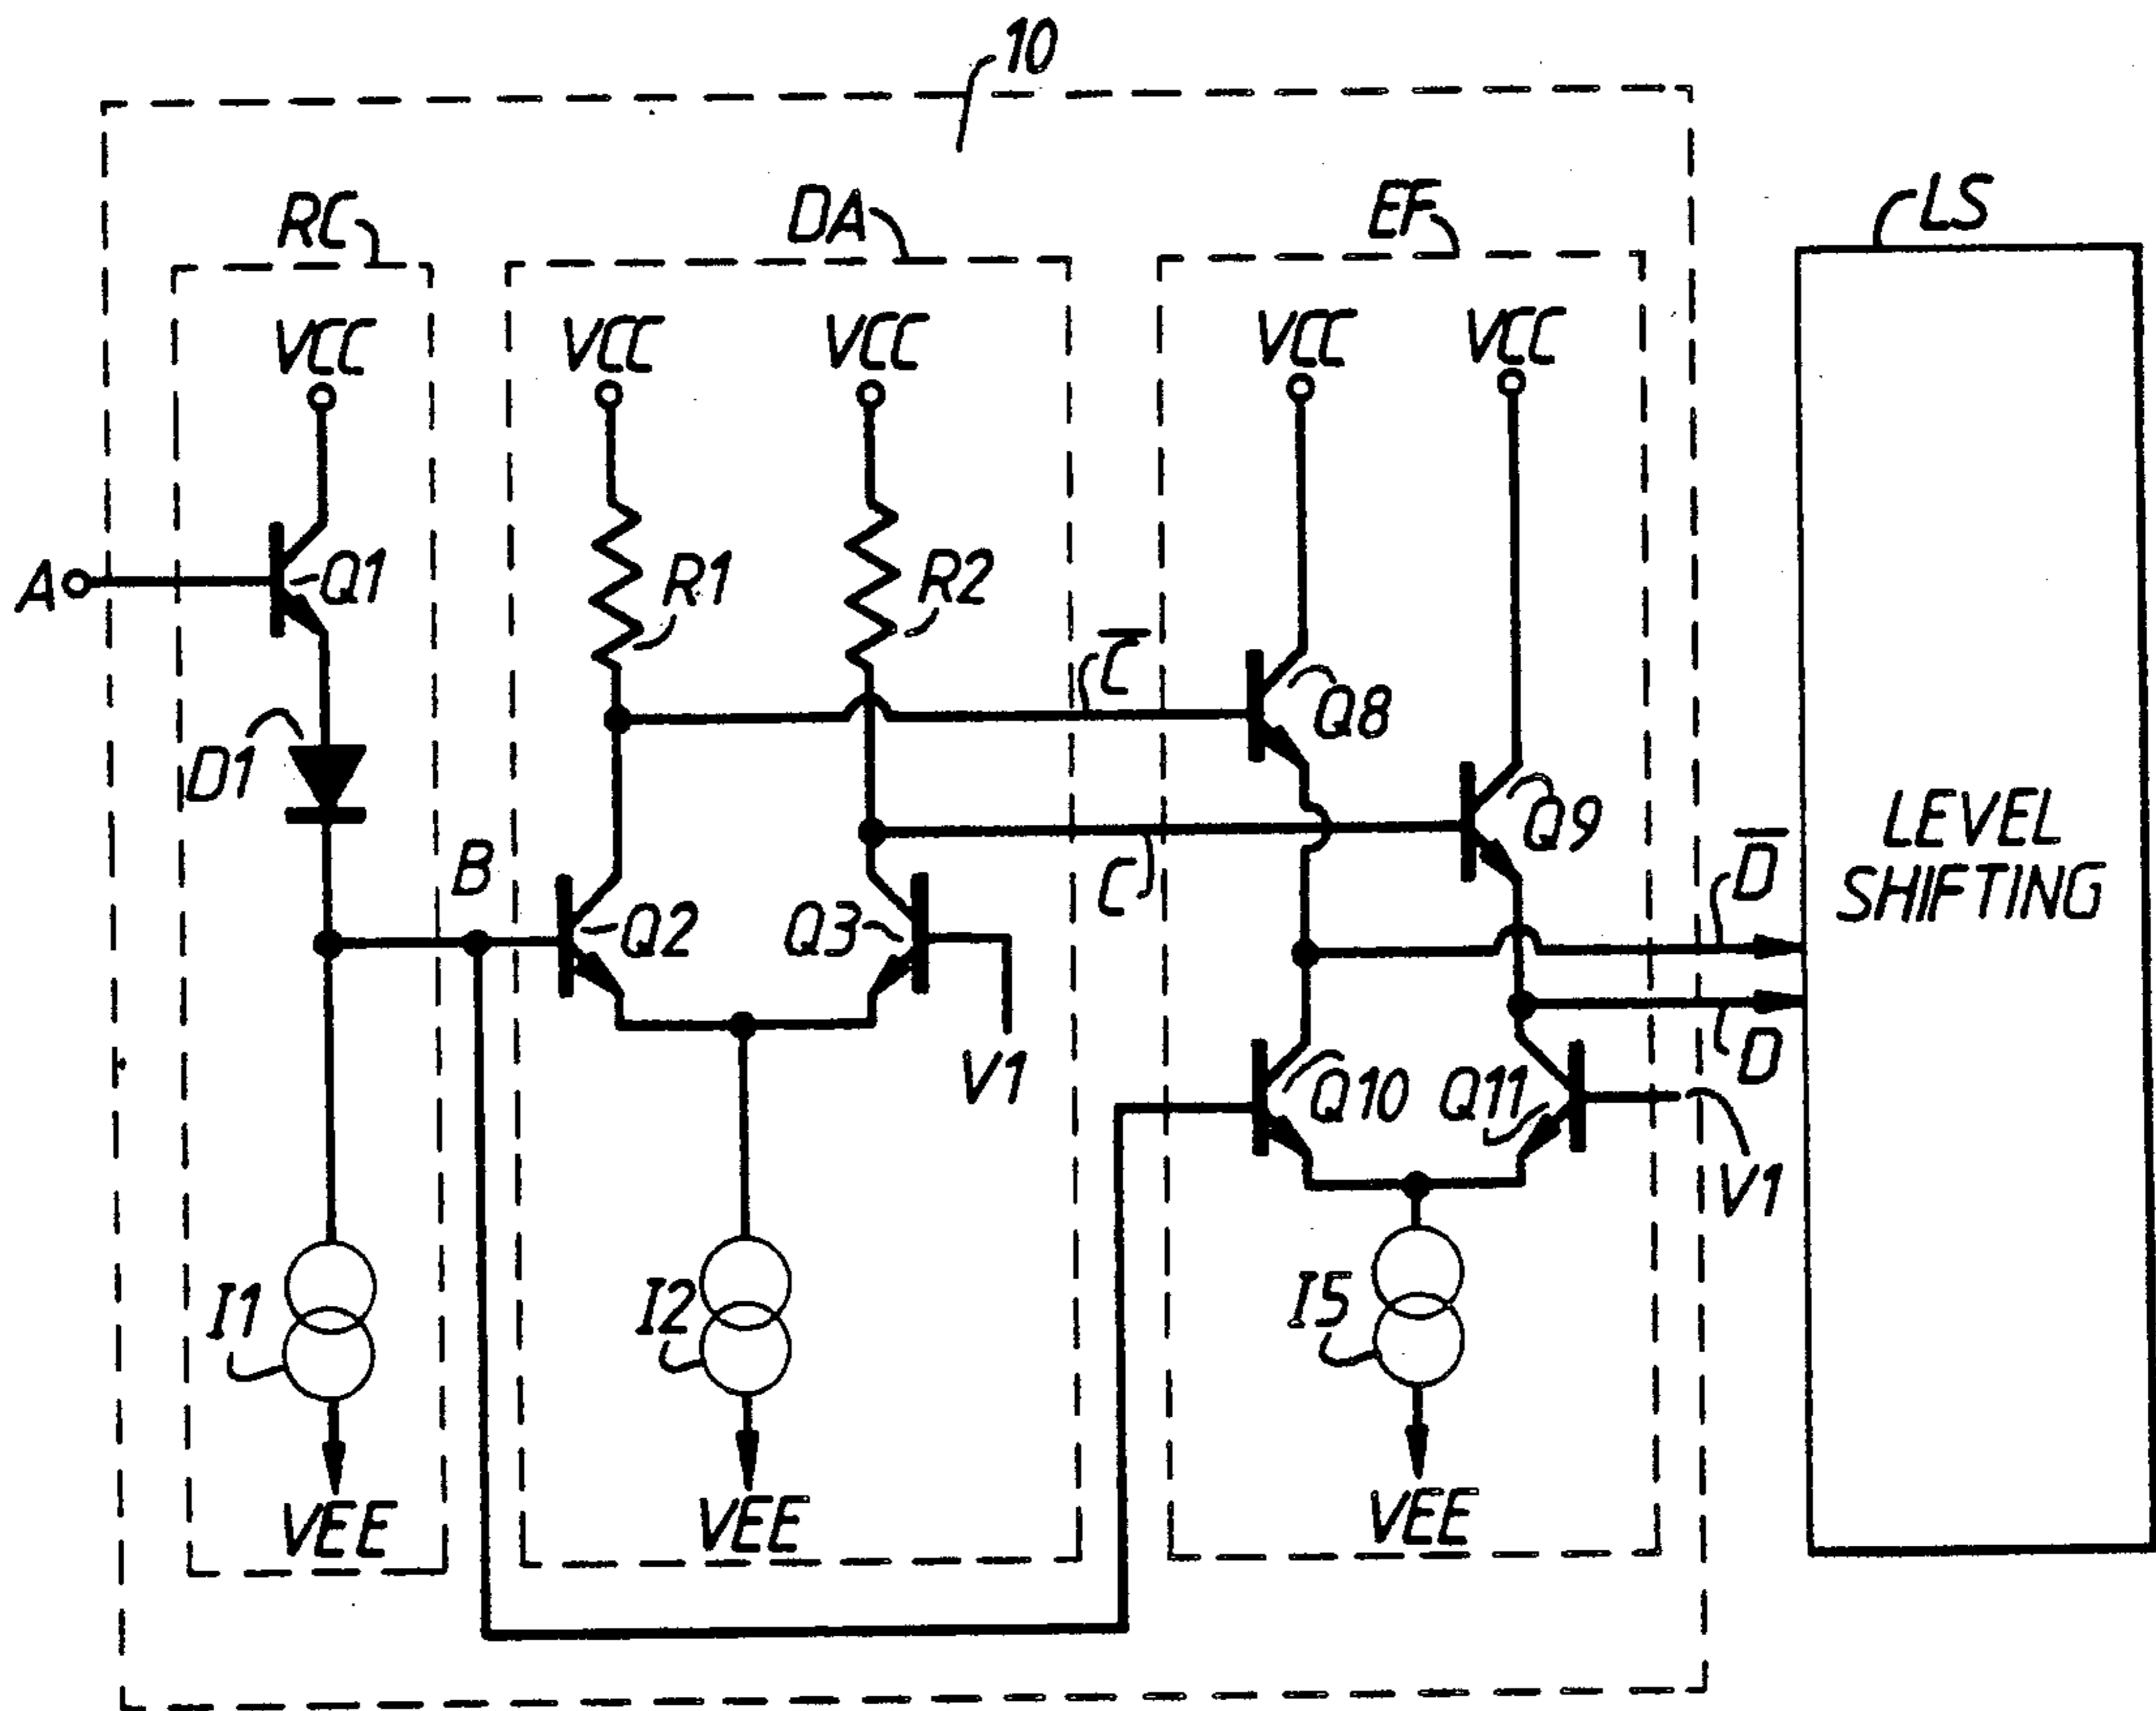 10
RC
DA
EF
LS
VCC
VCC
VCC
VCC
VCC
A
Q1
R1
R2
C̅
Q8
D1
Q9
LEVEL
SHIFTING
D̅
B
C
Q2
Q3
V1
D
Q10
Q11
V1
I1
I2
I5
VEE
VEE
VEE